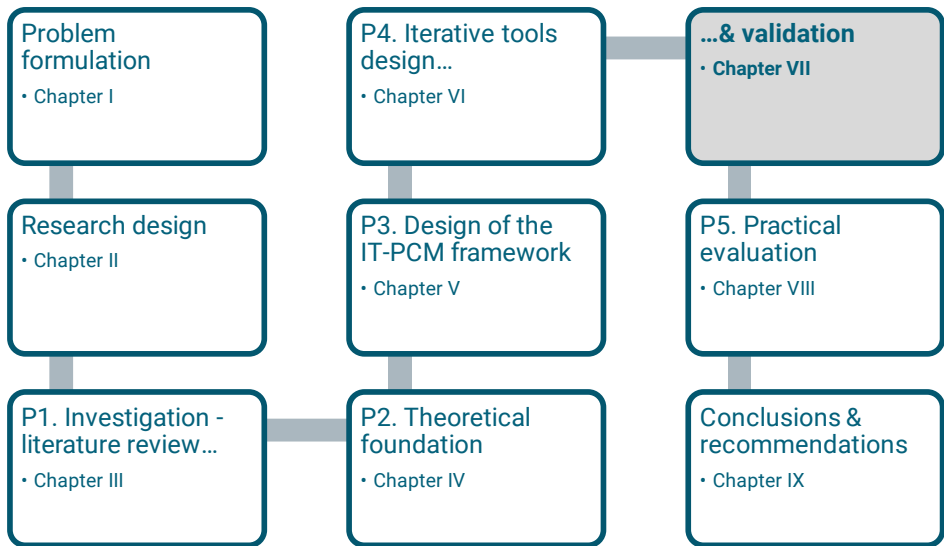 Problem
formulation
• Chapter I
Research design
• Chapter II
P1. Investigation -
literature review…
• Chapter III
P2. Theoretical
foundation
• Chapter IV
P3. Design of the
IT-PCM framework
• Chapter V
P4. Iterative tools
design…
• Chapter VI
…& validation
• Chapter VII
P5. Practical
evaluation
• Chapter VIII
Conclusions &
recommendations
• Chapter IX